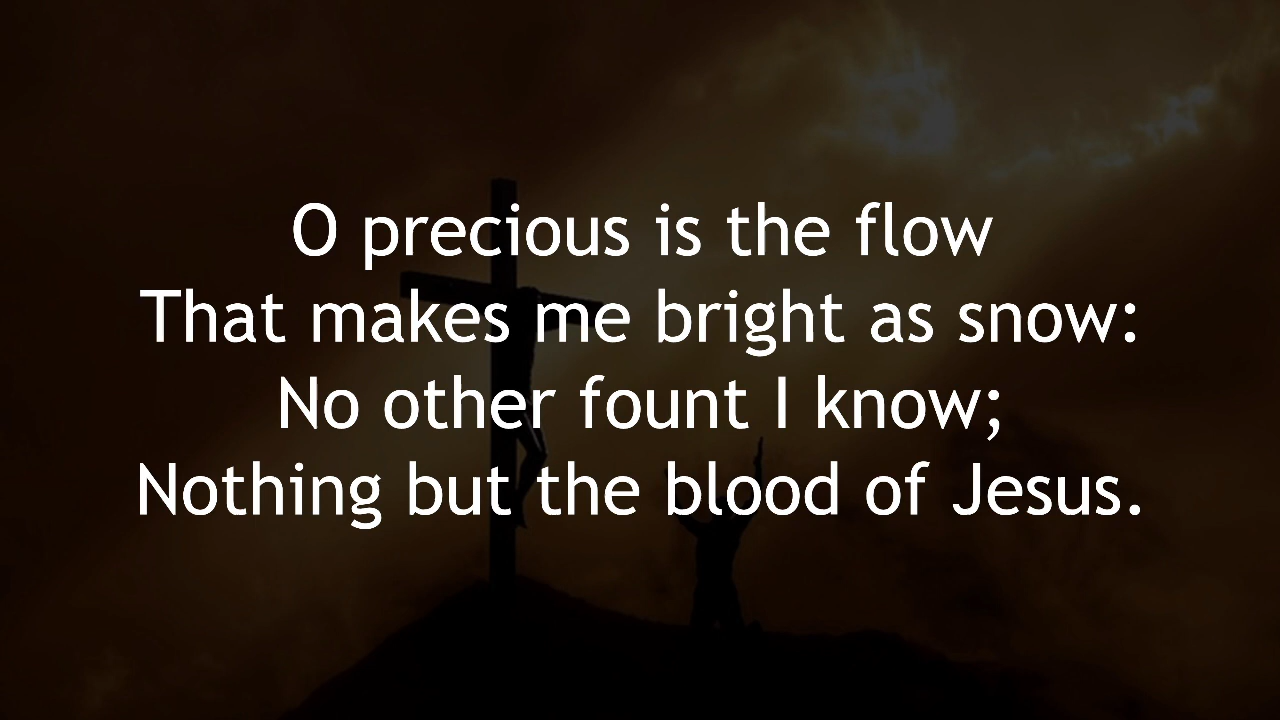 O precious is the flow
That makes me bright as snow:
No other fount I know;
Nothing but the blood of Jesus.